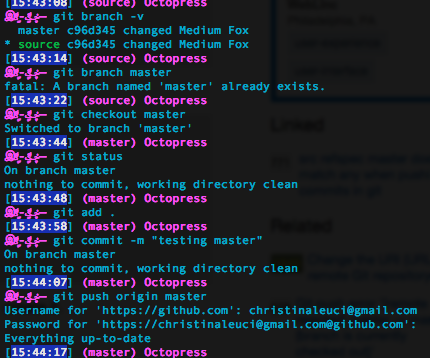 [15:43:08] (source) Octopress
git branch -v
master c96d345 changed Medium Fox
* source c96d345 changed Medium Fox
[15:43:14] (source) Octopress
git branch master
fatal: A branch named 'master' already exists.
[15:43:22] (source) Octopress
git checkout master
Switched to branch 'master'
[15:43:44] (master) Octopress
git status
On branch master
nothing to commit, working directory clean
[15:43:48] (master) Octopress
git add .
[15:43:58] (master) Octopress
git commit -m "testing master"
On branch master
nothing to commit, working directory clean
[15:44:07] (master) Octopress
git push origin master
Username for 'https://github.com': christinaleuci@gmail.com
Password for 'https://christinaleuci@gmail.com@github.com':
Everything up-to-date
[15:44:17] (master) Octopress
Linked
Related